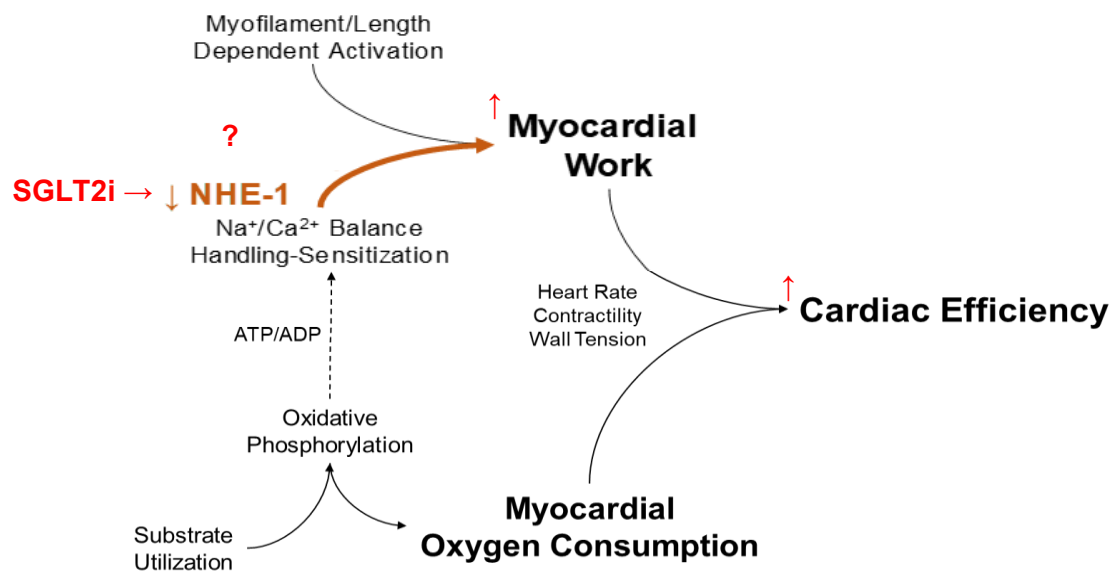 Myofilament/Length
Dependent Activation
↑
Myocardial
Work
?
SGLT2i → ↓ NHE-1
Na⁺/Ca²⁺ Balance
Handling-Sensitization
↑
Heart Rate
Contractility
Wall Tension
Cardiac Efficiency
ATP/ADP
Oxidative
Phosphorylation
Myocardial
Oxygen Consumption
Substrate
Utilization